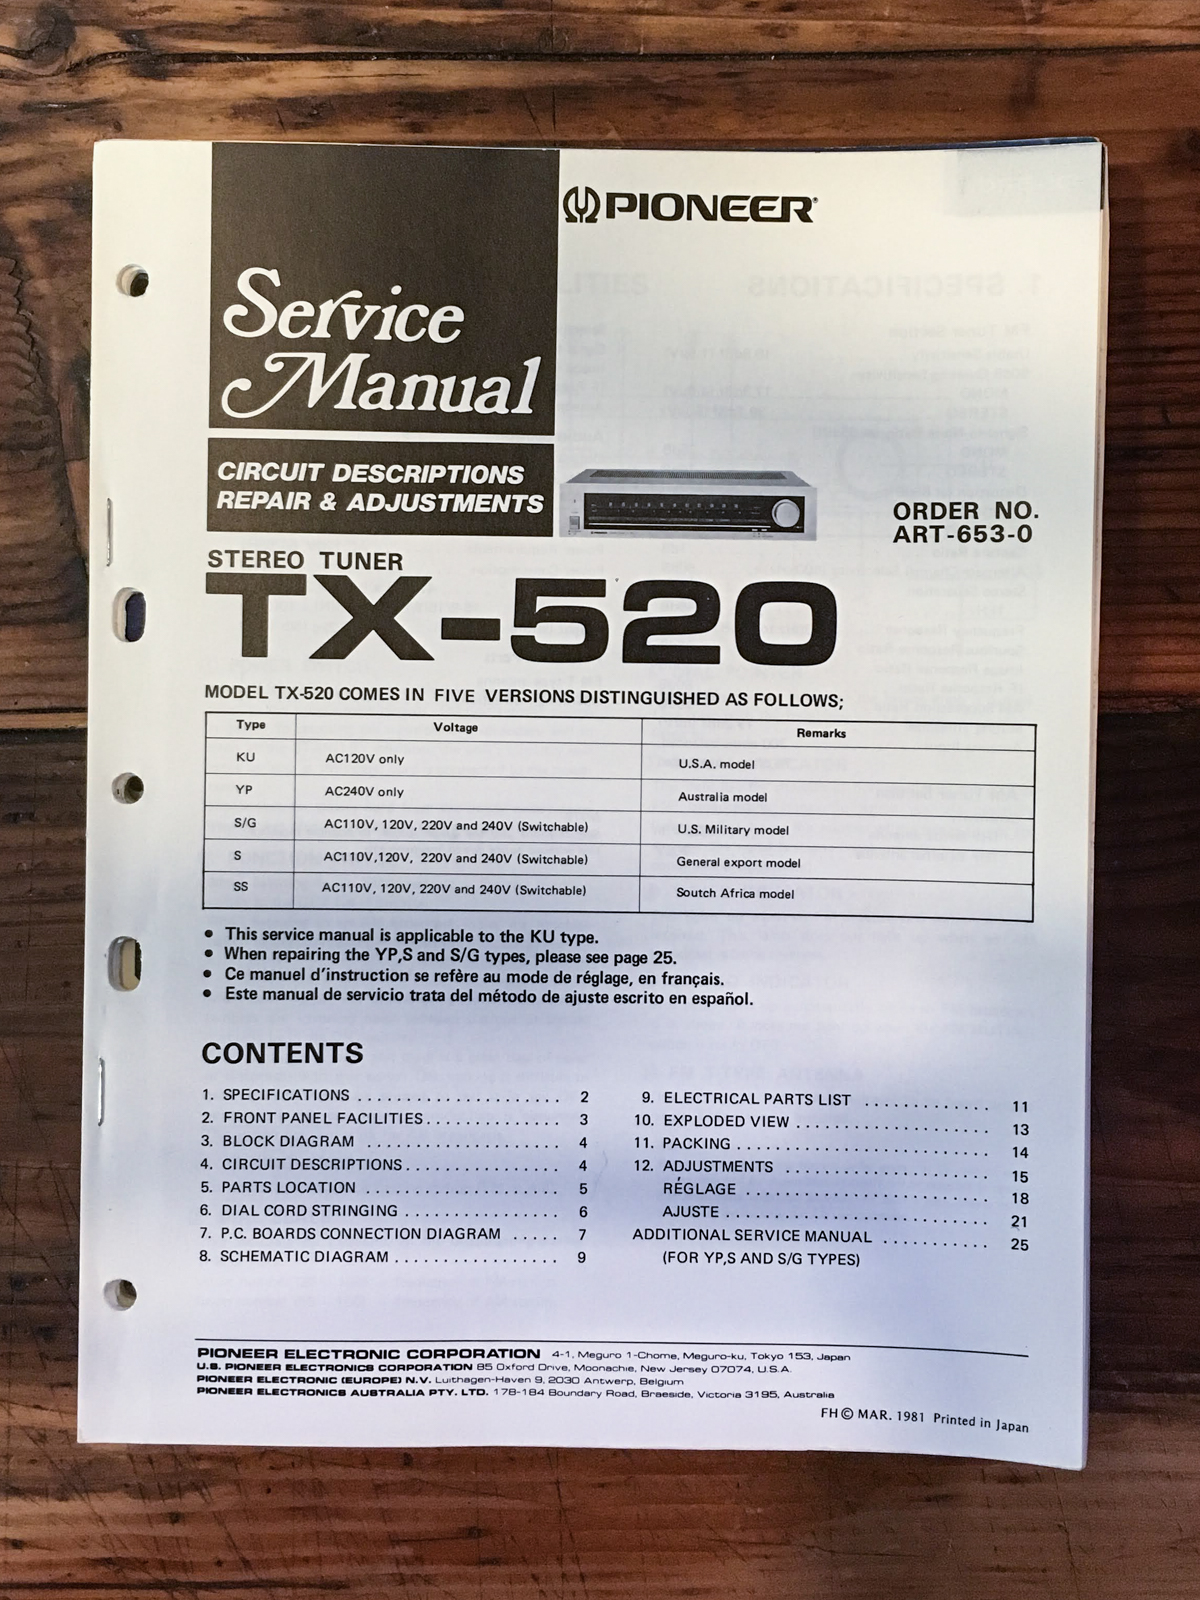 PIONEER®
Service
Manual
CIRCUIT DESCRIPTIONS
REPAIR & ADJUSTMENTS
ORDER NO.
ART-653-0
STEREO TUNER
TX-520
MODEL TX-520 COMES IN FIVE VERSIONS DISTINGUISHED AS FOLLOWS;
Type Voltage Remarks
KU AC120V only U.S.A. model
YP AC240V only Australia model
S/G AC110V, 120V, 220V and 240V (Switchable) U.S. Military model
S AC110V,120V, 220V and 240V (Switchable) General export model
SS AC110V, 120V, 220V and 240V (Switchable) Soutch Africa model
• This service manual is applicable to the KU type.
• When repairing the YP,S and S/G types, please see page 25.
• Ce manuel d'instruction se refère au mode de réglage, en français.
• Este manual de servicio trata del método de ajuste escrito en español.
CONTENTS
1. SPECIFICATIONS . . . . . . . . . . . . . . . . . . . . . 2
2. FRONT PANEL FACILITIES . . . . . . . . . . . . . . 3
3. BLOCK DIAGRAM . . . . . . . . . . . . . . . . . . . . 4
4. CIRCUIT DESCRIPTIONS . . . . . . . . . . . . . . . . 4
5. PARTS LOCATION . . . . . . . . . . . . . . . . . . . . 5
6. DIAL CORD STRINGING . . . . . . . . . . . . . . . . 6
7. P.C. BOARDS CONNECTION DIAGRAM . . . . . 7
8. SCHEMATIC DIAGRAM . . . . . . . . . . . . . . . . . 9
9. ELECTRICAL PARTS LIST . . . . . . . . . . . . . 11
10. EXPLODED VIEW . . . . . . . . . . . . . . . . . . . . 13
11. PACKING . . . . . . . . . . . . . . . . . . . . . . . . . . 14
12. ADJUSTMENTS . . . . . . . . . . . . . . . . . . . . . 15
RÉGLAGE . . . . . . . . . . . . . . . . . . . . . . . . . 18
AJUSTE . . . . . . . . . . . . . . . . . . . . . . . . . . . 21
ADDITIONAL SERVICE MANUAL . . . . . . . . . . . 25
(FOR YP,S AND S/G TYPES)
PIONEER ELECTRONIC CORPORATION 4-1, Meguro 1-Chome, Meguro-ku, Tokyo 153, Japan
U.S. PIONEER ELECTRONICS CORPORATION 85 Oxford Drive, Moonachie, New Jersey 07074, U.S.A.
PIONEER ELECTRONIC (EUROPE) N.V. Luithagen-Haven 9, 2030 Antwerp, Belgium
PIONEER ELECTRONICS AUSTRALIA PTY. LTD. 178-184 Boundary Road, Braeside, Victoria 3195, Australia
FH © MAR. 1981 Printed in Japan